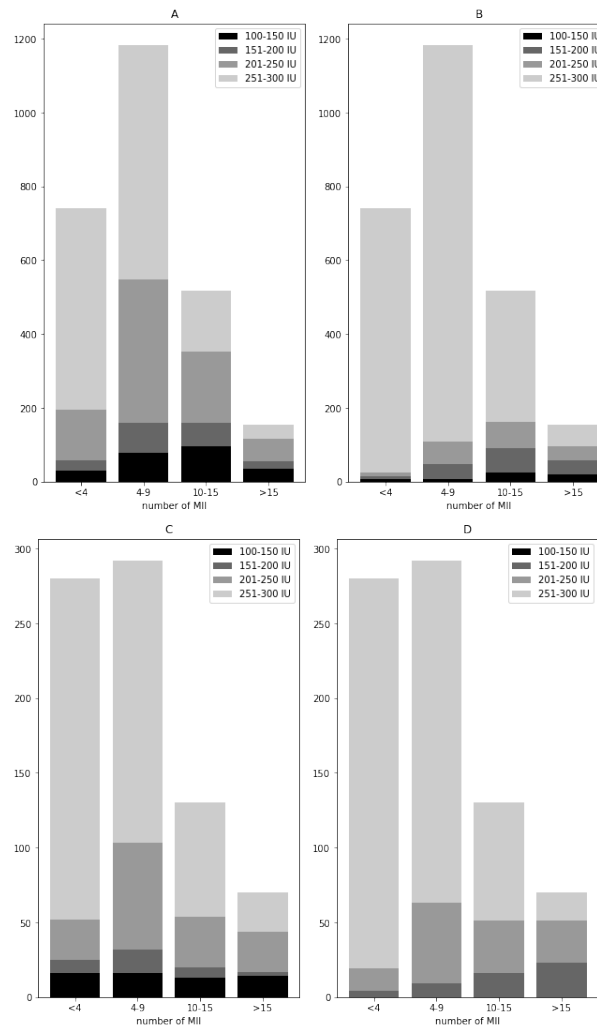 A
100-150 IU
151-200 IU
201-250 IU
251-300 IU
1200
1000
800
600
400
200
0
<4
4-9
10-15
>15
number of MII
B
100-150 IU
151-200 IU
201-250 IU
251-300 IU
1200
1000
800
600
400
200
0
<4
4-9
10-15
>15
number of MII
C
100-150 IU
151-200 IU
201-250 IU
251-300 IU
300
250
200
150
100
50
0
<4
4-9
10-15
>15
number of MII
D
100-150 IU
151-200 IU
201-250 IU
251-300 IU
300
250
200
150
100
50
0
<4
4-9
10-15
>15
number of MII